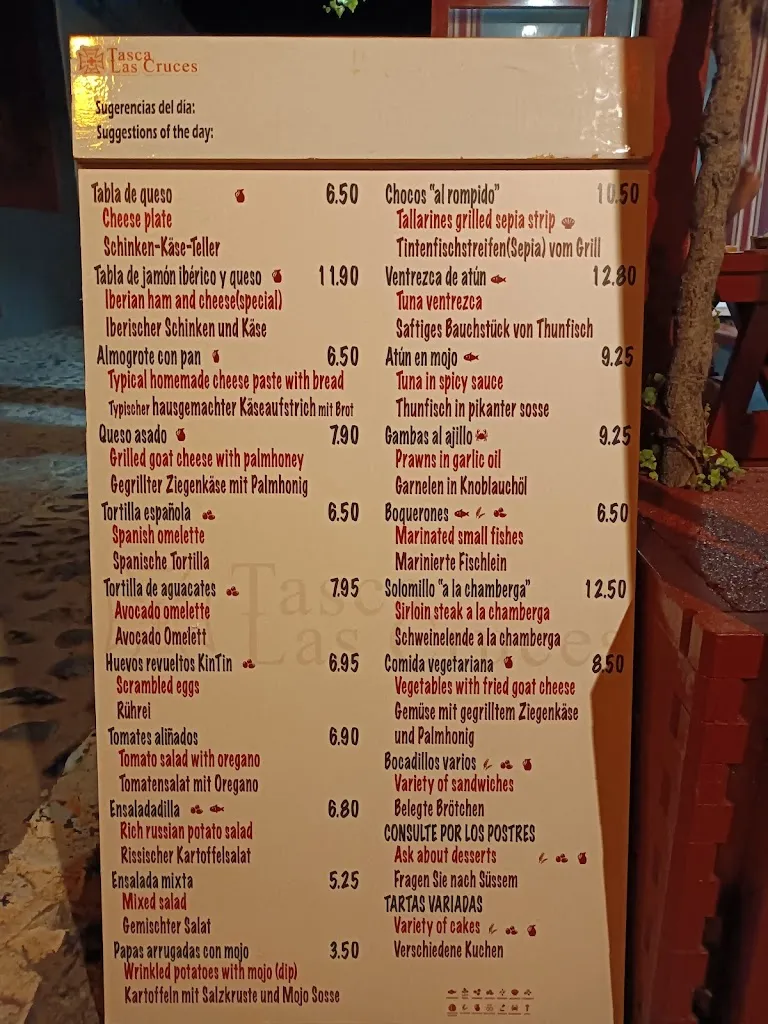 Tasca
Las Cruces
Sugerencias del día:
Suggestions of the day:
Tabla de queso 6.50
Cheese plate
Schinken-Käse-Teller
Tabla de jamón ibérico y queso 11.90
Iberian ham and cheese(special)
Iberischer Schinken und Käse
Almogrote con pan 6.50
Typical homemade cheese paste with bread
Typischer hausgemachter Käseaufstrich mit Brot
Queso asado 7.90
Grilled goat cheese with palmhoney
Gegrillter Ziegenkäse mit Palmhonig
Tortilla española 6.50
Spanish omelette
Spanische Tortilla
Tortilla de aguacates 7.95
Avocado omelette
Avocado Omelett
Huevos revueltos KinTin 6.95
Scrambled eggs
Rührei
Tomates aliñados 6.90
Tomato salad with oregano
Tomatensalat mit Oregano
Ensaladadilla 6.80
Rich russian potato salad
Rissischer Kartoffelsalat
Ensalada mixta 5.25
Mixed salad
Gemischter Salat
Papas arrugadas con mojo 3.50
Wrinkled potatoes with mojo (dip)
Kartoffeln mit Salzkruste und Mojo Sosse
Chocos "al rompido" 10.50
Tallarines grilled sepia strip
Tintenfischstreifen(Sepia) vom Grill
Ventrezca de atún 12.80
Tuna ventrezca
Saftiges Bauchstück von Thunfisch
Atún en mojo 9.25
Tuna in spicy sauce
Thunfisch in pikanter sosse
Gambas al ajillo 9.25
Prawns in garlic oil
Garnelen in Knoblauchöl
Boquerones 6.50
Marinated small fishes
Marinierte Fischlein
Solomillo "a la chamberga" 12.50
Sirloin steak a la chamberga
Schweinelende a la chamberga
Comida vegetariana 8.50
Vegetables with fried goat cheese
Gemüse mit gegrilltem Ziegenkäse
und Palmhonig
Bocadillos varios
Variety of sandwiches
Belegte Brötchen
CONSULTE POR LOS POSTRES
Ask about desserts
Fragen Sie nach Süssem
TARTAS VARIADAS
Variety of cakes
Verschiedene Kuchen
Tasca
Las Cruces